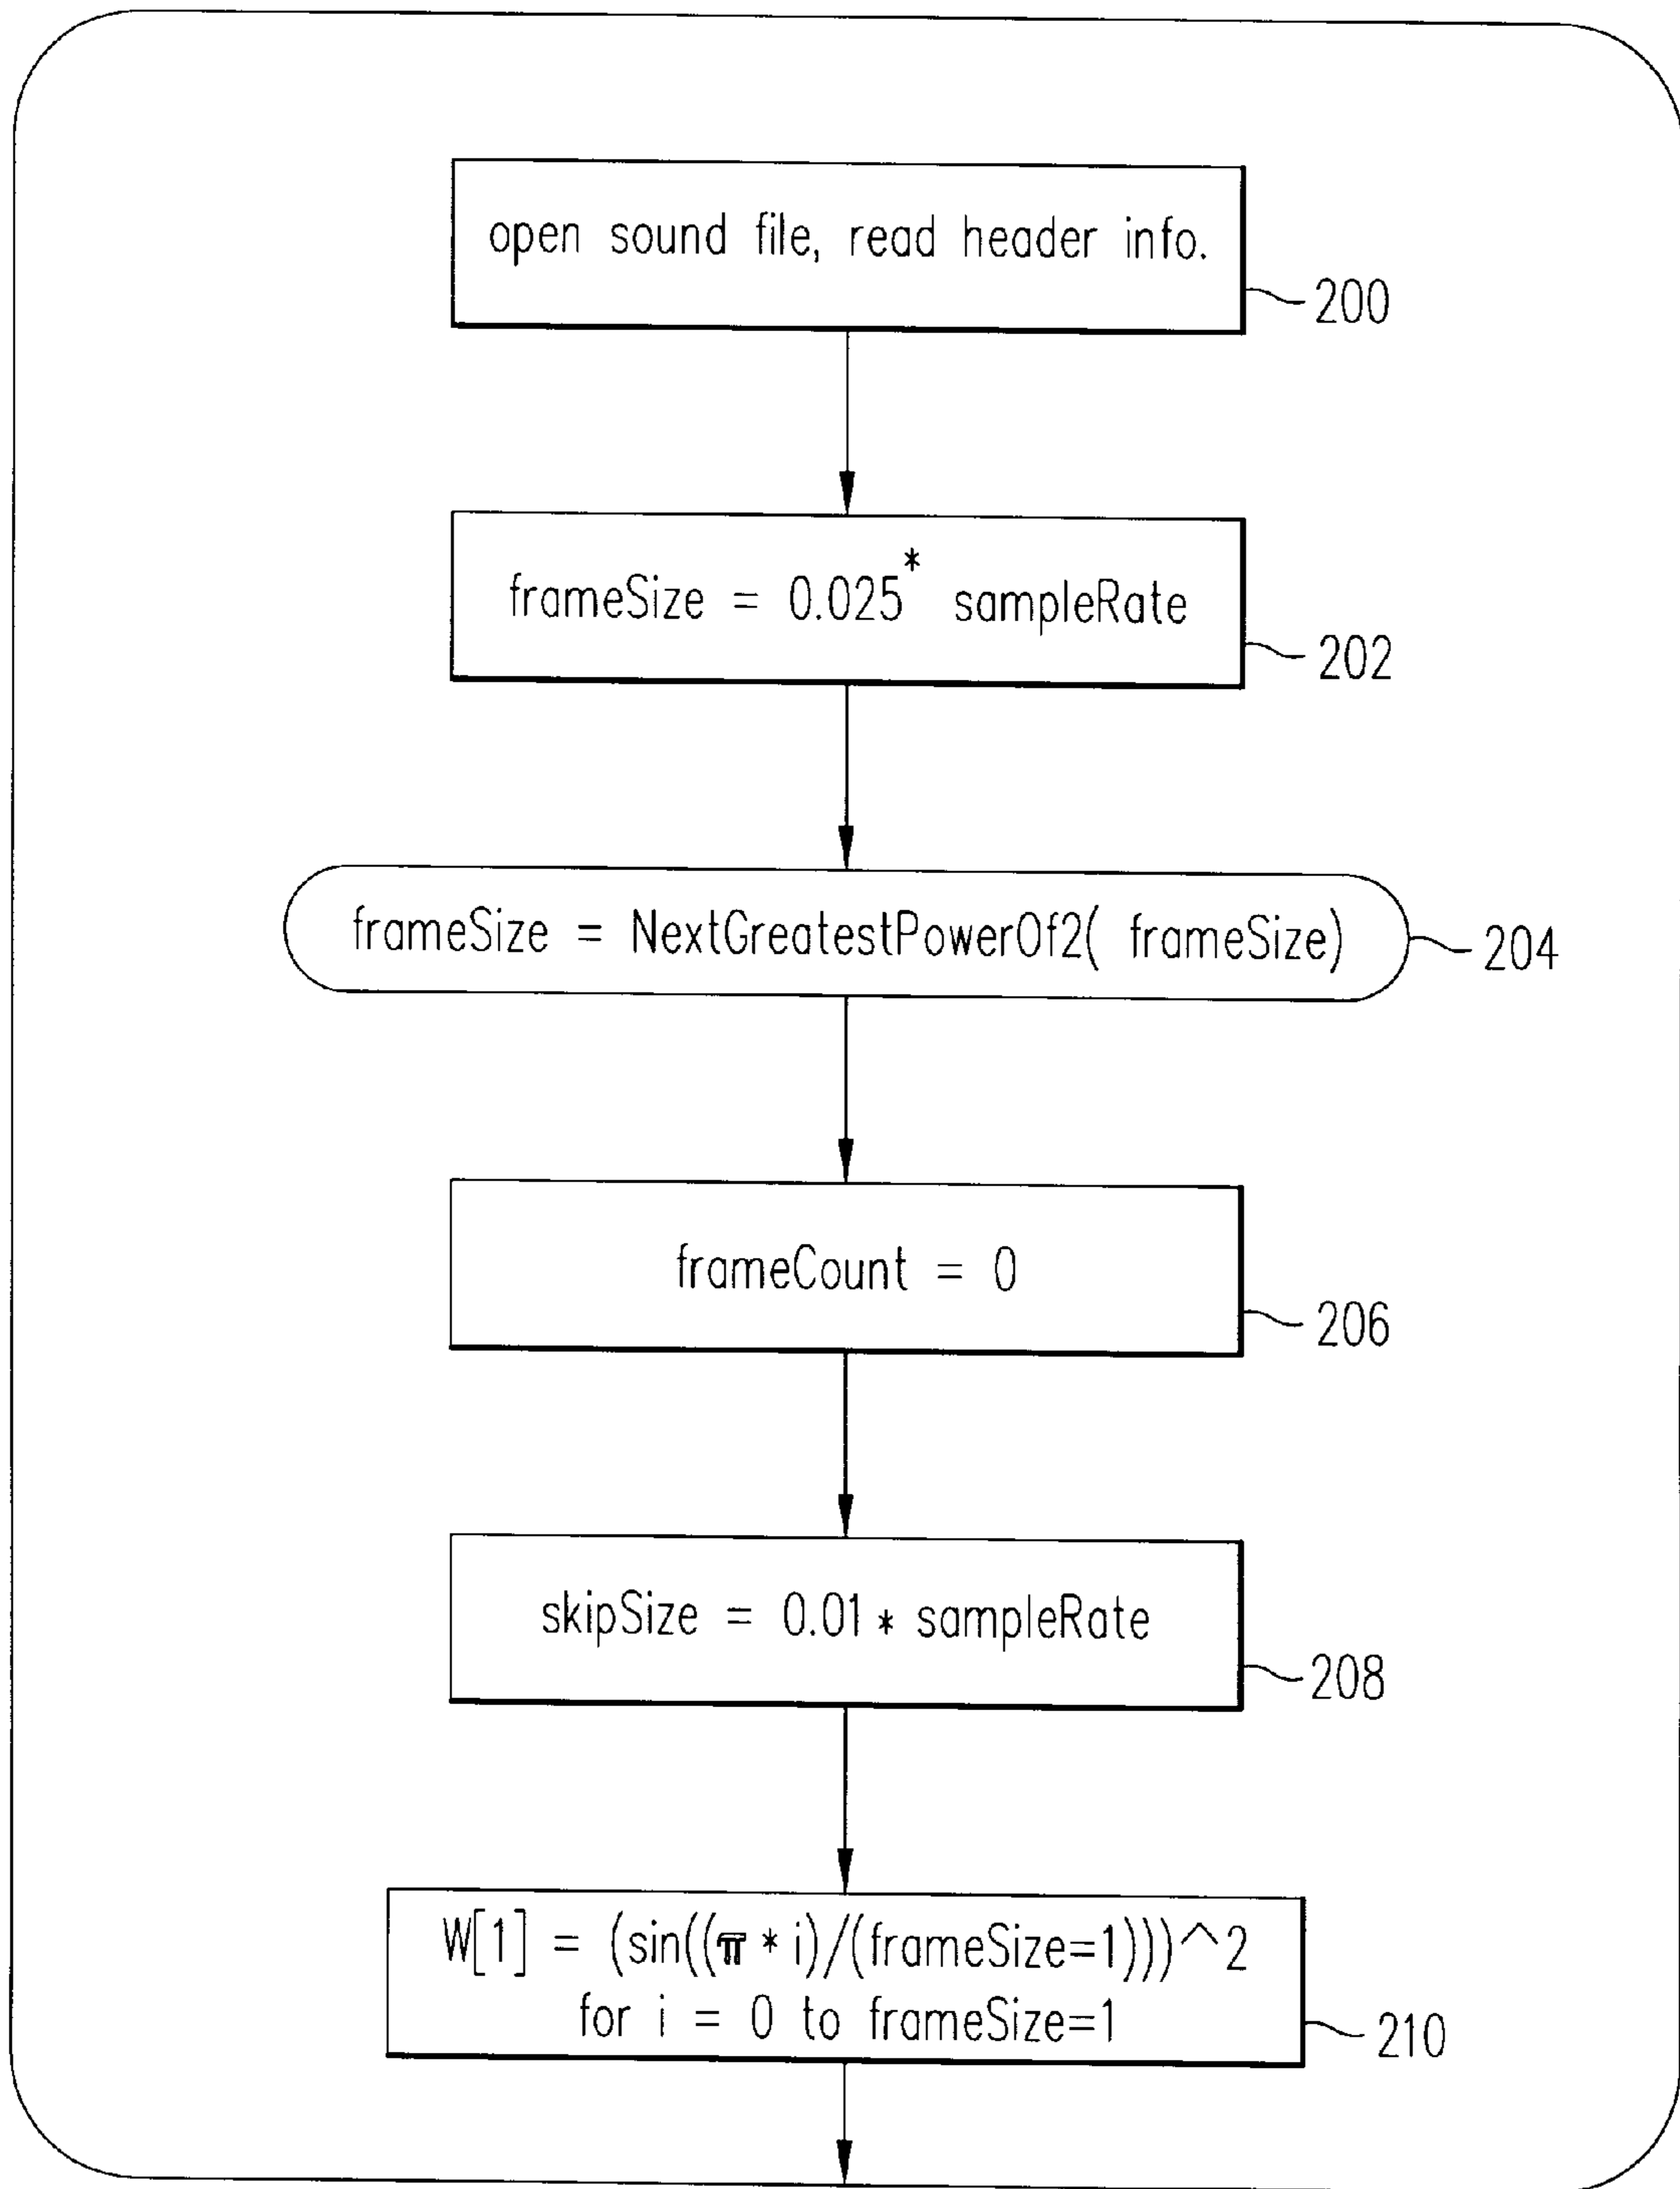 open sound file, read header info.
200
frameSize = 0.025* sampleRate
202
frameSize = NextGreatestPowerOf2( frameSize)
204
frameCount = 0
206
skipSize = 0.01 * sampleRate
208
W[1] = (sin((π * i)/(frameSize=1)))^2
for i = 0 to frameSize=1
210